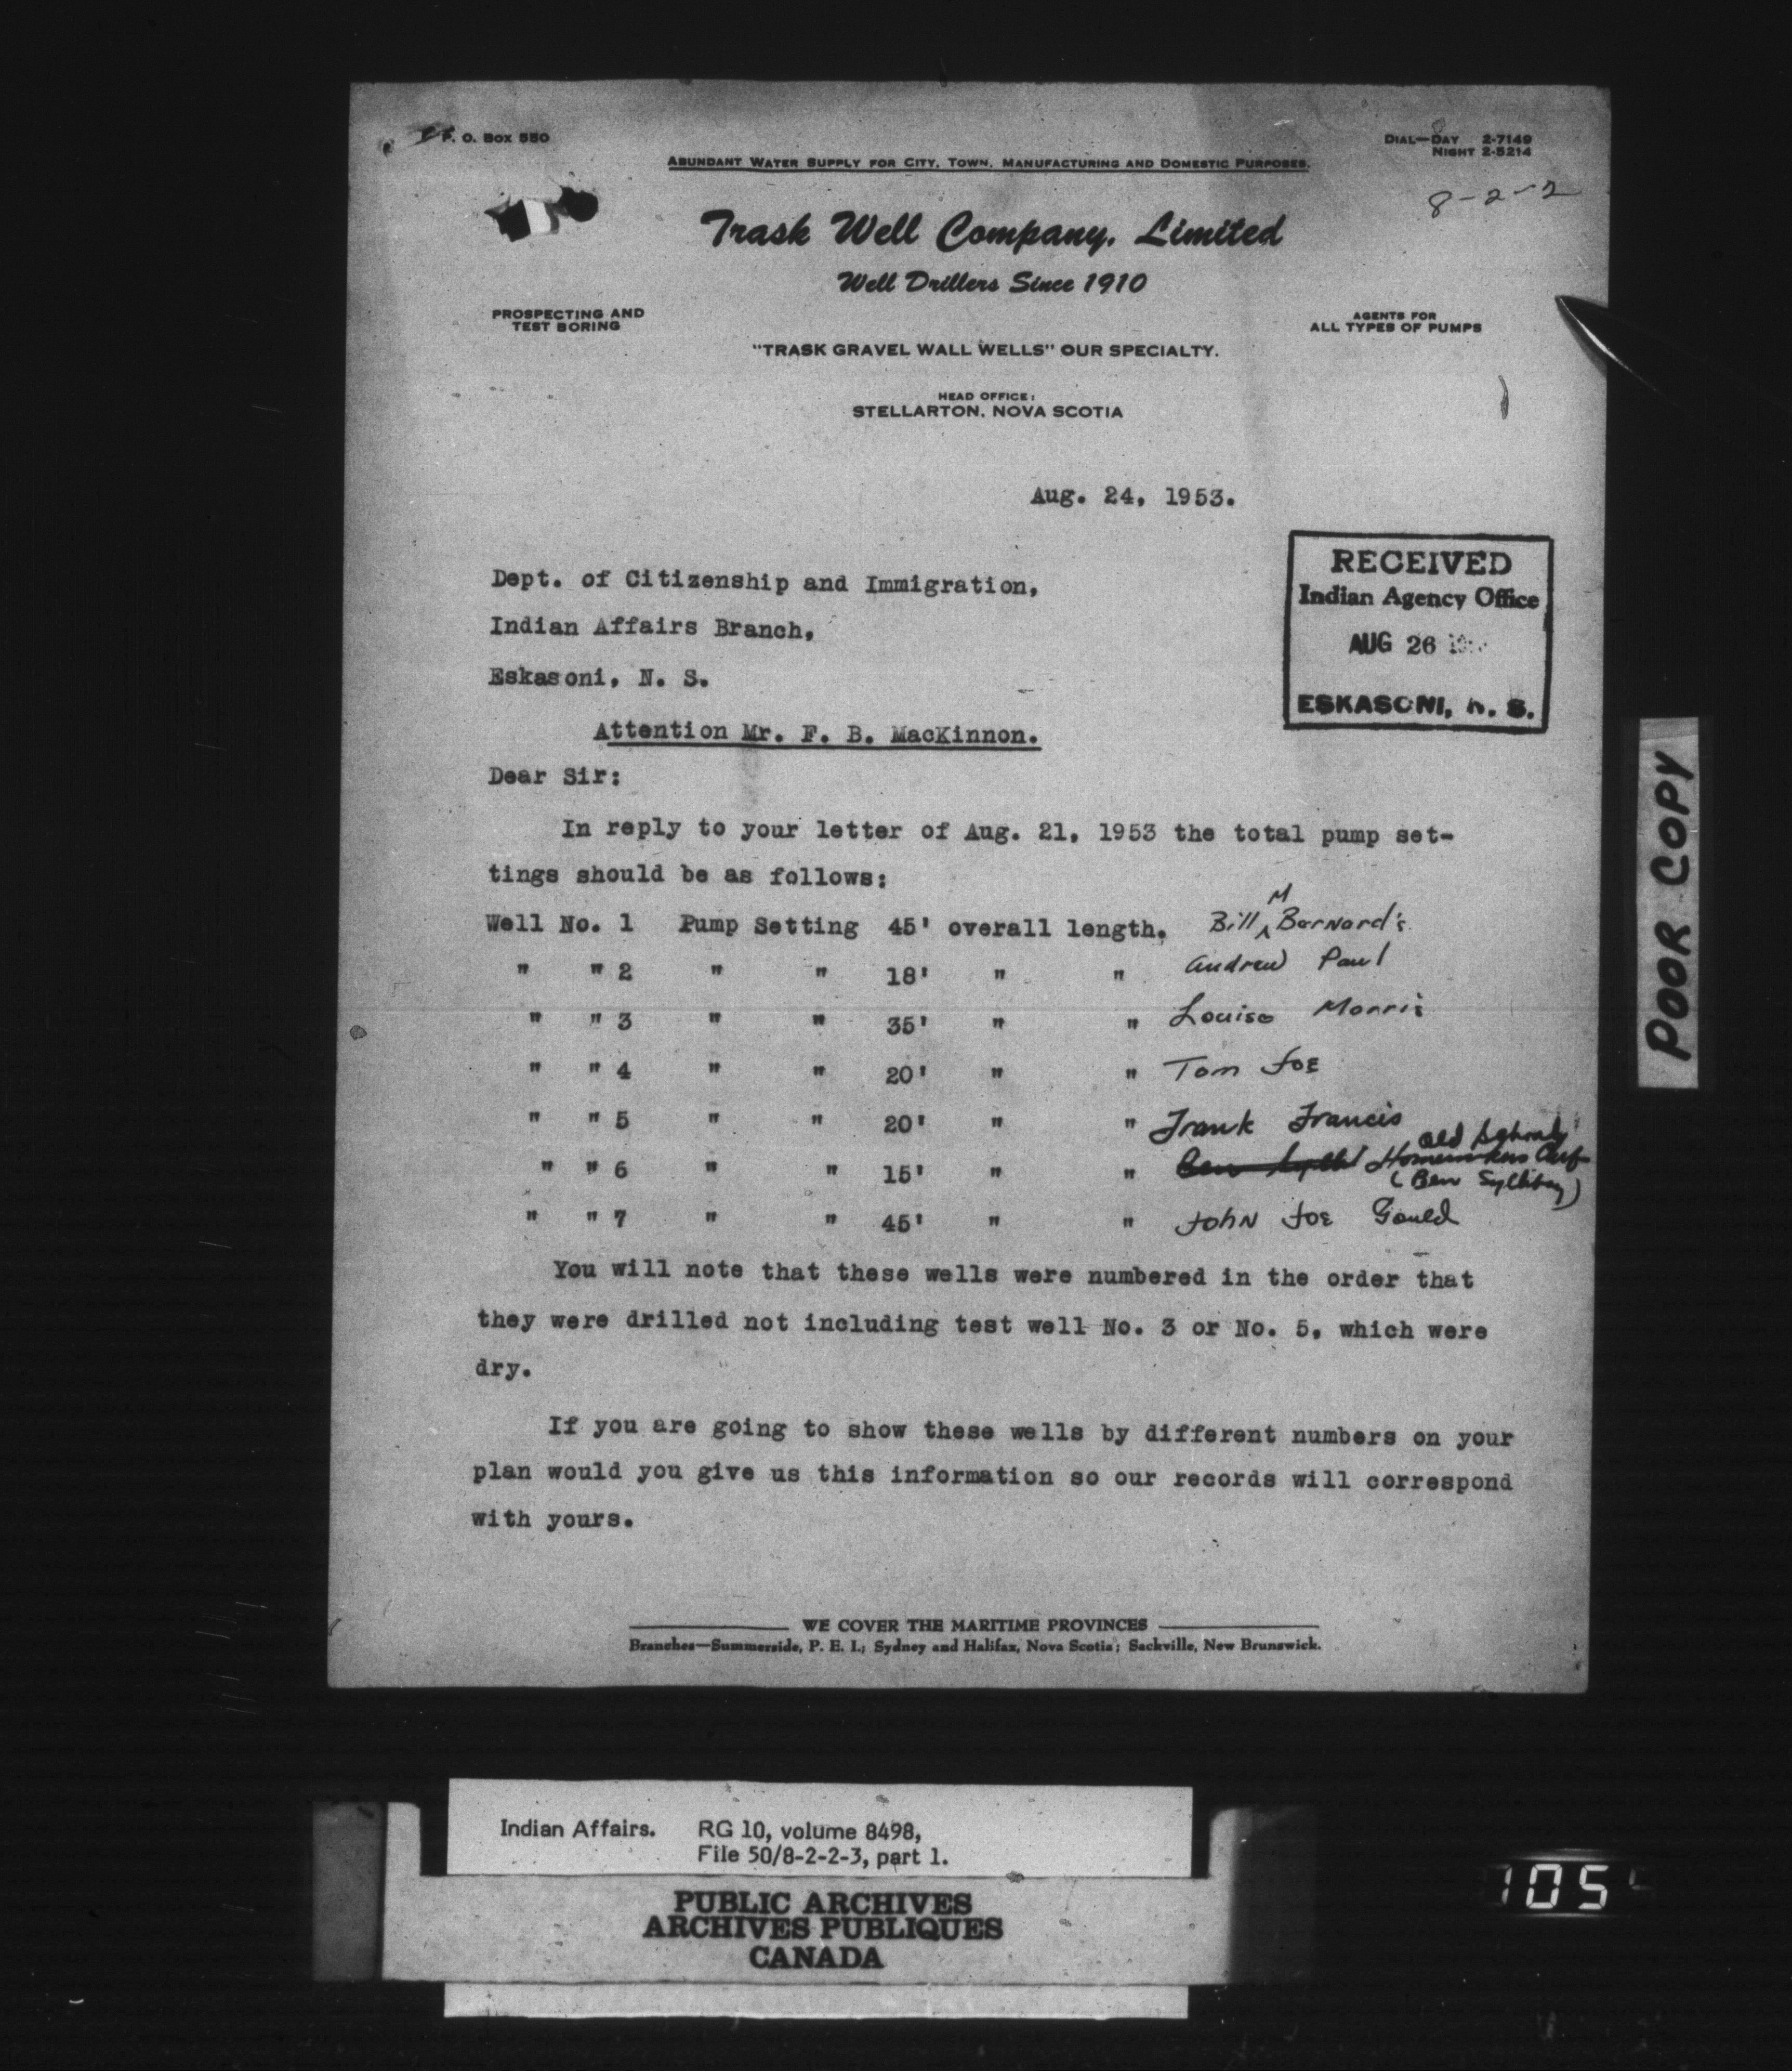 P. O. Box 550
Dial—Day 2-7149
Night 2-5214
Abundant Water Supply for City, Town, Manufacturing and Domestic Purposes.
8-2-2
Trask Well Company, Limited
Well Drillers Since 1910
PROSPECTING AND
TEST BORING
AGENTS FOR
ALL TYPES OF PUMPS
"TRASK GRAVEL WALL WELLS" OUR SPECIALTY.
HEAD OFFICE:
STELLARTON, NOVA SCOTIA
Aug. 24, 1953.
RECEIVED
Indian Agency Office
AUG 26
ESKASONI, N. S.
Dept. of Citizenship and Immigration,
Indian Affairs Branch,
Eskasoni, N. S.
Attention Mr. F. B. MacKinnon.
Dear Sir:
In reply to your letter of Aug. 21, 1953 the total pump set-
tings should be as follows:
Well No. 1 Pump Setting 45' overall length. Bill M Bernard's
" " 2 " " 18' " " Andrew Paul
" " 3 " " 35' " " Louise Morris
" " 4 " " 20' " " Tom Joe
" " 5 " " 20' " " Frank Francis
" " 6 " " 15' " " Ben Homemakers Old
(Ben Sylliboy)
" " 7 " " 45' " " John Joe Gould
You will note that these wells were numbered in the order that
they were drilled not including test well No. 3 or No. 5, which were
dry.
If you are going to show these wells by different numbers on your
plan would you give us this information so our records will correspond
with yours.
WE COVER THE MARITIME PROVINCES
Branches—Summerside, P. E. I.; Sydney and Halifax, Nova Scotia; Sackville, New Brunswick.
POOR COPY
Indian Affairs. RG 10, volume 8498,
File 50/8-2-2-3, part 1.
PUBLIC ARCHIVES
ARCHIVES PUBLIQUES
CANADA
105